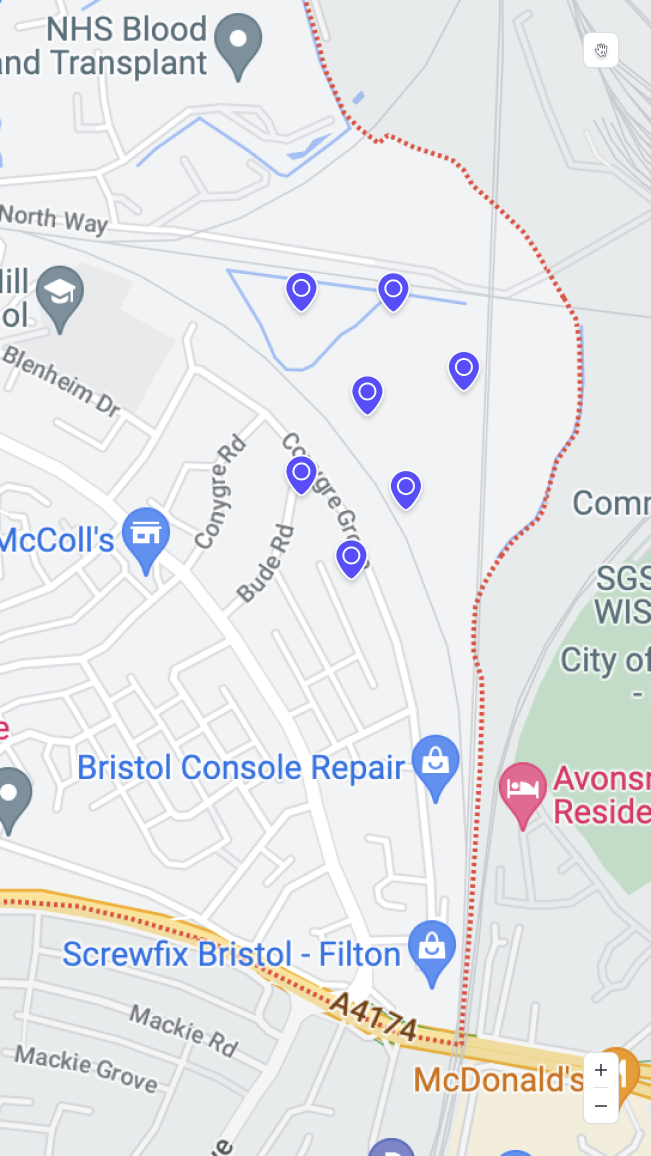 NHS Blood
and Transplant
North Way
Hill
ol
Blenheim Dr
Conygre Rd
Conygre Grove
McColl's
Bude Rd
Comm
SGS
WIS
City of
-
e
Bristol Console Repair
Avonsm
Reside
Screwfix Bristol - Filton
A4174
Mackie Rd
Mackie Grove
McDonald's
+
−
ve